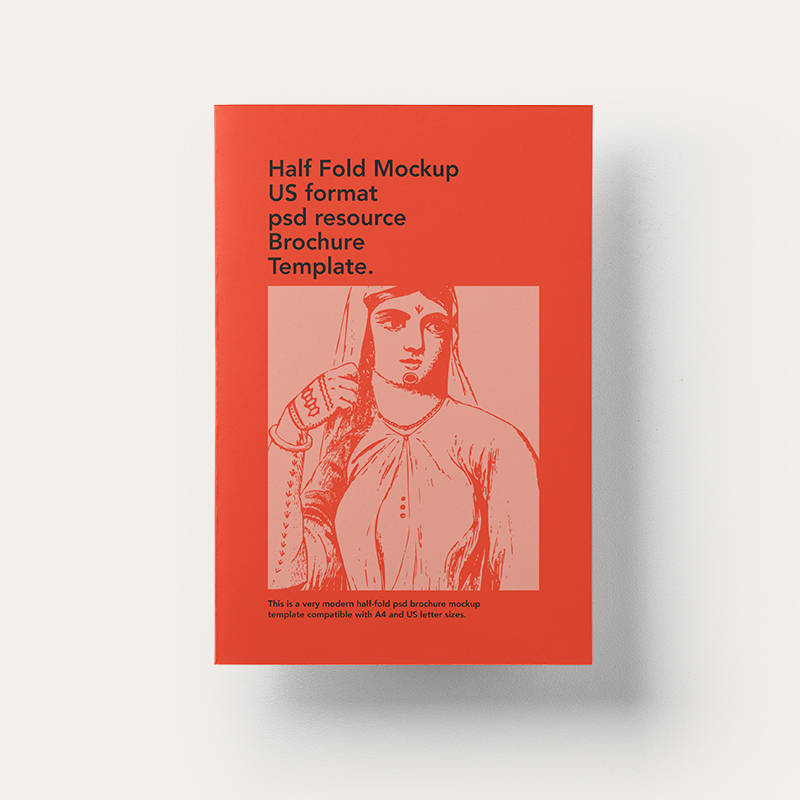 Half Fold Mockup
US format
psd resource
Brochure
Template.
This is a very modern half-fold psd brochure mockup
template compatible with A4 and US letter sizes.